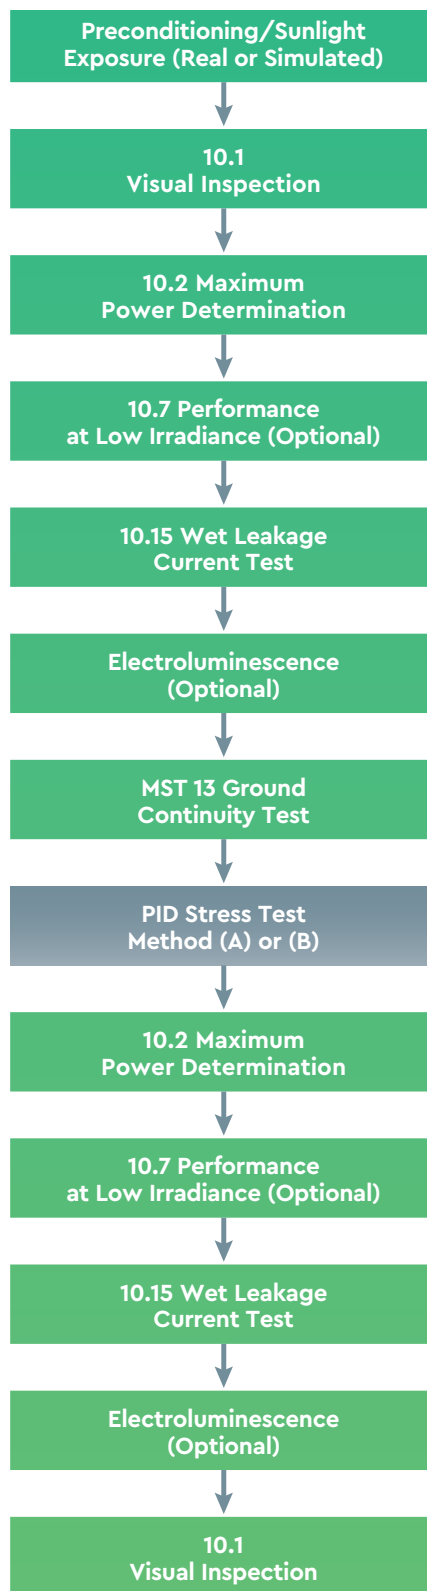 Preconditioning/Sunlight
Exposure (Real or Simulated)
10.1
Visual Inspection
10.2 Maximum
Power Determination
10.7 Performance
at Low Irradiance (Optional)
10.15 Wet Leakage
Current Test
Electroluminescence
(Optional)
MST 13 Ground
Continuity Test
PID Stress Test
Method (A) or (B)
10.2 Maximum
Power Determination
10.7 Performance
at Low Irradiance (Optional)
10.15 Wet Leakage
Current Test
Electroluminescence
(Optional)
10.1
Visual Inspection